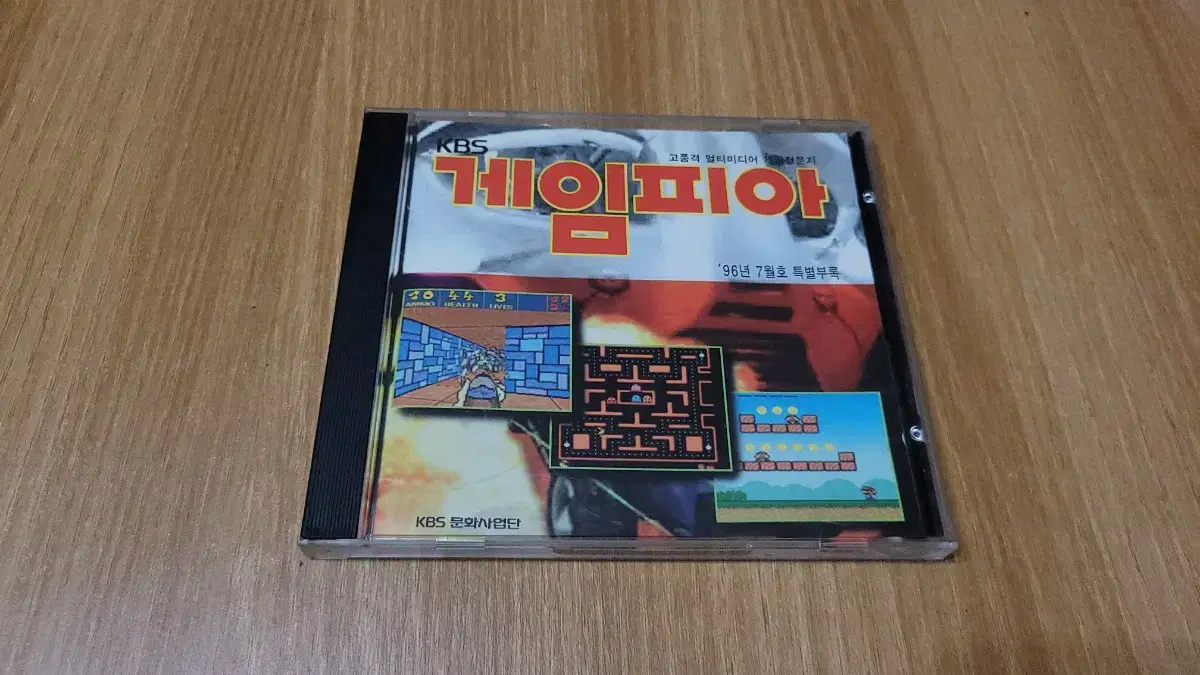 KBS
고품격 멀티미디어 게임전문지
게임피아
'96년 7월호 특별부록
AMMO HEALTH LIVES
KBS 문화사업단